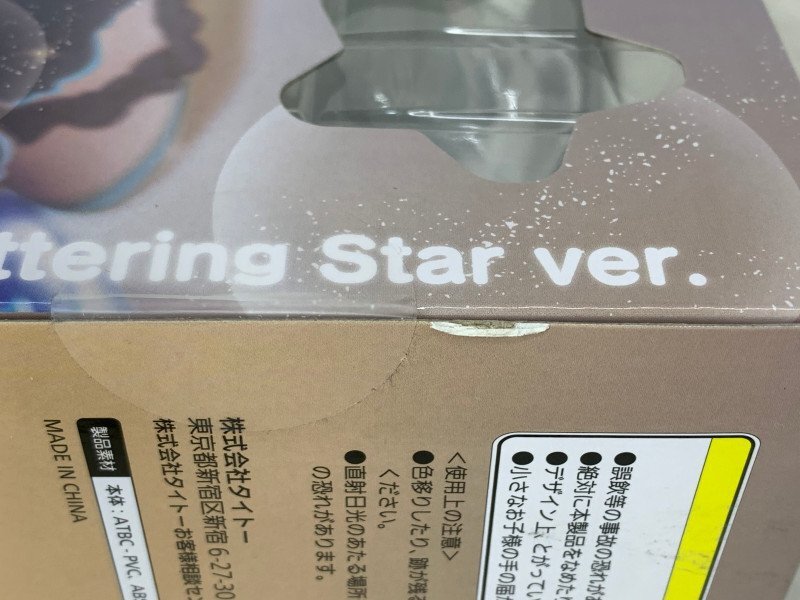 ttering Star ver.
●誤飲等の事故の恐れが
●絶対に本製品をなめた
●デザイン上とがってい
●小さなお子様の手の届
<使用上の注意>
●色移りしたり、跡が残
ください。
●直射日光のあたる場所
の恐れがあります。
株式会社タイトー
東京都新宿区新宿6-27-30
株式会社タイトーお客様相談セ
製品素材 本体:ATBC-PVC, ABS
MADE IN CHINA